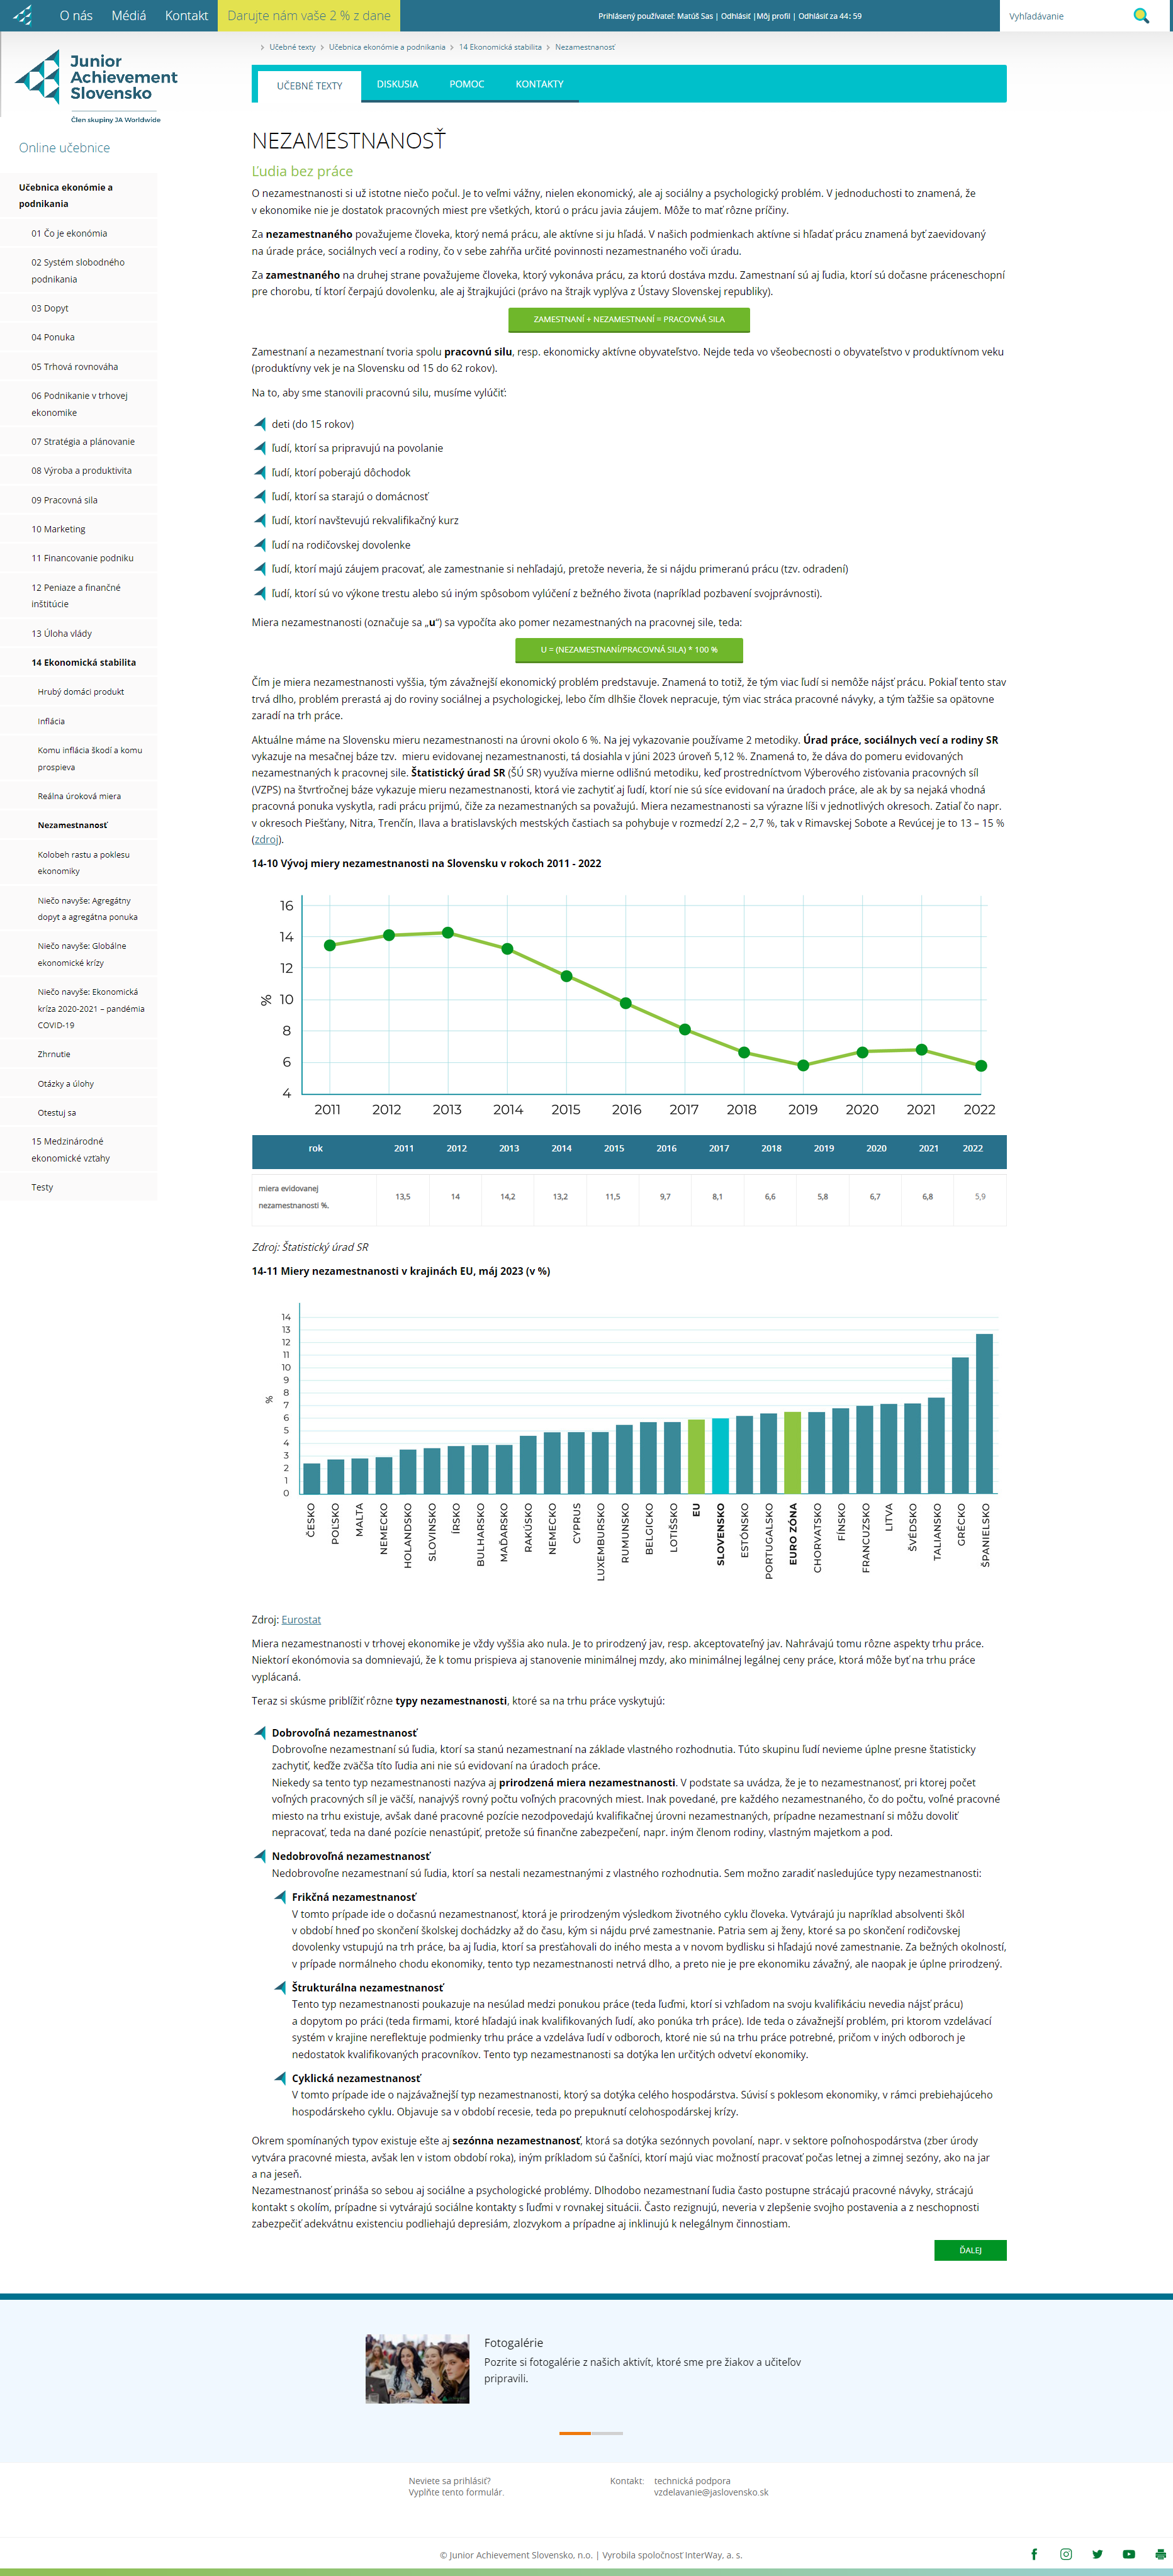 O nás Médiá Kontakt Darujte nám vaše 2 % z dane
Prihlásený používateľ: Matúš Sas | Odhlásiť |Môj profil | Odhlásiť za 44: 59
Vyhľadávanie
Junior
Achievement
Slovensko
Člen skupiny JA Worldwide
Online učebnice
Učebnica ekonómie a
podnikania
01 Čo je ekonómia
02 Systém slobodného
podnikania
03 Dopyt
04 Ponuka
05 Trhová rovnováha
06 Podnikanie v trhovej
ekonomike
07 Stratégia a plánovanie
08 Výroba a produktivita
09 Pracovná sila
10 Marketing
11 Financovanie podniku
12 Peniaze a finančné
inštitúcie
13 Úloha vlády
14 Ekonomická stabilita
Hrubý domáci produkt
Inflácia
Komu inflácia škodí a komu
prospieva
Reálna úroková miera
Nezamestnanosť
Kolobeh rastu a poklesu
ekonomiky
Niečo navyše: Agregátny
dopyt a agregátna ponuka
Niečo navyše: Globálne
ekonomické krízy
Niečo navyše: Ekonomická
kríza 2020-2021 – pandémia
COVID-19
Zhrnutie
Otázky a úlohy
Otestuj sa
15 Medzinárodné
ekonomické vzťahy
Testy
Učebné texty Učebnica ekonómie a podnikania 14 Ekonomická stabilita Nezamestnanosť
UČEBNÉ TEXTY DISKUSIA POMOC KONTAKTY
NEZAMESTNANOSŤ
Ľudia bez práce
O nezamestnanosti si už istotne niečo počul. Je to veľmi vážny, nielen ekonomický, ale aj sociálny a psychologický problém. V jednoduchosti to znamená, že
v ekonomike nie je dostatok pracovných miest pre všetkých, ktorú o prácu javia záujem. Môže to mať rôzne príčiny.
Za nezamestnaného považujeme človeka, ktorý nemá prácu, ale aktívne si ju hľadá. V našich podmienkach aktívne si hľadať prácu znamená byť zaevidovaný
na úrade práce, sociálnych vecí a rodiny, čo v sebe zahŕňa určité povinnosti nezamestnaného voči úradu.
Za zamestnaného na druhej strane považujeme človeka, ktorý vykonáva prácu, za ktorú dostáva mzdu. Zamestnaní sú aj ľudia, ktorí sú dočasne práceneschopní
pre chorobu, tí ktorí čerpajú dovolenku, ale aj štrajkujúci (právo na štrajk vyplýva z Ústavy Slovenskej republiky).
ZAMESTNANÍ + NEZAMESTNANÍ = PRACOVNÁ SILA
Zamestnaní a nezamestnaní tvoria spolu pracovnú silu, resp. ekonomicky aktívne obyvateľstvo. Nejde teda vo všeobecnosti o obyvateľstvo v produktívnom veku
(produktívny vek je na Slovensku od 15 do 62 rokov).
Na to, aby sme stanovili pracovnú silu, musíme vylúčiť:
deti (do 15 rokov)
ľudí, ktorí sa pripravujú na povolanie
ľudí, ktorí poberajú dôchodok
ľudí, ktorí sa starajú o domácnosť
ľudí, ktorí navštevujú rekvalifikačný kurz
ľudí na rodičovskej dovolenke
ľudí, ktorí majú záujem pracovať, ale zamestnanie si nehľadajú, pretože neveria, že si nájdu primeranú prácu (tzv. odradení)
ľudí, ktorí sú vo výkone trestu alebo sú iným spôsobom vylúčení z bežného života (napríklad pozbavení svojprávnosti).
Miera nezamestnanosti (označuje sa „u“) sa vypočíta ako pomer nezamestnaných na pracovnej sile, teda:
U = (NEZAMESTNANÍ/PRACOVNÁ SILA) * 100 %
Čím je miera nezamestnanosti vyššia, tým závažnejší ekonomický problém predstavuje. Znamená to totiž, že tým viac ľudí si nemôže nájsť prácu. Pokiaľ tento stav
trvá dlho, problém prerastá aj do roviny sociálnej a psychologickej, lebo čím dlhšie človek nepracuje, tým viac stráca pracovné návyky, a tým ťažšie sa opätovne
zaradí na trh práce.
Aktuálne máme na Slovensku mieru nezamestnanosti na úrovni okolo 6 %. Na jej vykazovanie používame 2 metodiky. Úrad práce, sociálnych vecí a rodiny SR
vykazuje na mesačnej báze tzv. mieru evidovanej nezamestnanosti, tá dosiahla v júni 2023 úroveň 5,12 %. Znamená to, že dáva do pomeru evidovaných
nezamestnaných k pracovnej sile. Štatistický úrad SR (ŠÚ SR) využíva mierne odlišnú metodiku, keď prostredníctvom Výberového zisťovania pracovných síl
(VZPS) na štvrťročnej báze vykazuje mieru nezamestnanosti, ktorá vie zachytiť aj ľudí, ktorí nie sú síce evidovaní na úradoch práce, ale ak by sa nejaká vhodná
pracovná ponuka vyskytla, radi prácu prijmú, čiže za nezamestnaných sa považujú. Miera nezamestnanosti sa výrazne líši v jednotlivých okresoch. Zatiaľ čo napr.
v okresoch Piešťany, Nitra, Trenčín, Ilava a bratislavských mestských častiach sa pohybuje v rozmedzí 2,2 – 2,7 %, tak v Rimavskej Sobote a Revúcej je to 13 – 15 %
(zdroj).
14-10 Vývoj miery nezamestnanosti na Slovensku v rokoch 2011 - 2022
16
14
12
% 10
8
6
4
2011 2012 2013 2014 2015 2016 2017 2018 2019 2020 2021 2022
rok 2011 2012 2013 2014 2015 2016 2017 2018 2019 2020 2021 2022
miera evidovanej
nezamestnanosti %. 13,5 14 14,2 13,2 11,5 9,7 8,1 6,6 5,8 6,7 6,8 5,9
Zdroj: Štatistický úrad SR
14-11 Miery nezamestnanosti v krajinách EU, máj 2023 (v %)
14
13
12
11
10
9
8
% 7
6
5
4
3
2
1
0
ČESKO POĽSKO MALTA NEMECKO HOLANDSKO SLOVINSKO ÍRSKO BULHARSKO MAĎARSKO RAKÚSKO NEMECKO CYPRUS LUXEMBURSKO RUMUNSKO BELGICKO LOTIŠSKO EU SLOVENSKO ESTÓNSKO PORTUGALSKO EURO ZÓNA CHORVATSKO FÍNSKO FRANCUZSKO LITVA ŠVÉDSKO TALIANSKO GRÉCKO ŠPANIELSKO
Zdroj: Eurostat
Miera nezamestnanosti v trhovej ekonomike je vždy vyššia ako nula. Je to prirodzený jav, resp. akceptovateľný jav. Nahrávajú tomu rôzne aspekty trhu práce.
Niektorí ekonómovia sa domnievajú, že k tomu prispieva aj stanovenie minimálnej mzdy, ako minimálnej legálnej ceny práce, ktorá môže byť na trhu práce
vyplácaná.
Teraz si skúsme priblížiť rôzne typy nezamestnanosti, ktoré sa na trhu práce vyskytujú:
Dobrovoľná nezamestnanosť
Dobrovoľne nezamestnaní sú ľudia, ktorí sa stanú nezamestnaní na základe vlastného rozhodnutia. Túto skupinu ľudí nevieme úplne presne štatisticky
zachytiť, keďže zväčša títo ľudia ani nie sú evidovaní na úradoch práce.
Niekedy sa tento typ nezamestnanosti nazýva aj prirodzená miera nezamestnanosti. V podstate sa uvádza, že je to nezamestnanosť, pri ktorej počet
voľných pracovných síl je väčší, nanajvýš rovný počtu voľných pracovných miest. Inak povedané, pre každého nezamestnaného, čo do počtu, voľné pracovné
miesto na trhu existuje, avšak dané pracovné pozície nezodpovedajú kvalifikačnej úrovni nezamestnaných, prípadne nezamestnaní si môžu dovoliť
nepracovať, teda na dané pozície nenastúpiť, pretože sú finančne zabezpečení, napr. iným členom rodiny, vlastným majetkom a pod.
Nedobrovoľná nezamestnanosť
Nedobrovoľne nezamestnaní sú ľudia, ktorí sa nestali nezamestnanými z vlastného rozhodnutia. Sem možno zaradiť nasledujúce typy nezamestnanosti:
Frikčná nezamestnanosť
V tomto prípade ide o dočasnú nezamestnanosť, ktorá je prirodzeným výsledkom životného cyklu človeka. Vytvárajú ju napríklad absolventi škôl
v období hneď po skončení školskej dochádzky až do času, kým si nájdu prvé zamestnanie. Patria sem aj ženy, ktoré sa po skončení rodičovskej
dovolenky vstupujú na trh práce, ba aj ľudia, ktorí sa presťahovali do iného mesta a v novom bydlisku si hľadajú nové zamestnanie. Za bežných okolností,
v prípade normálneho chodu ekonomiky, tento typ nezamestnanosti netrvá dlho, a preto nie je pre ekonomiku závažný, ale naopak je úplne prirodzený.
Štrukturálna nezamestnanosť
Tento typ nezamestnanosti poukazuje na nesúlad medzi ponukou práce (teda ľuďmi, ktorí si vzhľadom na svoju kvalifikáciu nevedia nájsť prácu)
a dopytom po práci (teda firmami, ktoré hľadajú inak kvalifikovaných ľudí, ako ponúka trh práce). Ide teda o závažnejší problém, pri ktorom vzdelávací
systém v krajine nereflektuje podmienky trhu práce a vzdeláva ľudí v odboroch, ktoré nie sú na trhu práce potrebné, pričom v iných odboroch je
nedostatok kvalifikovaných pracovníkov. Tento typ nezamestnanosti sa dotýka len určitých odvetví ekonomiky.
Cyklická nezamestnanosť
V tomto prípade ide o najzávažnejší typ nezamestnanosti, ktorý sa dotýka celého hospodárstva. Súvisí s poklesom ekonomiky, v rámci prebiehajúceho
hospodárskeho cyklu. Objavuje sa v období recesie, teda po prepuknutí celohospodárskej krízy.
Okrem spomínaných typov existuje ešte aj sezónna nezamestnanosť, ktorá sa dotýka sezónnych povolaní, napr. v sektore poľnohospodárstva (zber úrody
vytvára pracovné miesta, avšak len v istom období roka), iným príkladom sú čašníci, ktorí majú viac možností pracovať počas letnej a zimnej sezóny, ako na jar
a na jeseň.
Nezamestnanosť prináša so sebou aj sociálne a psychologické problémy. Dlhodobo nezamestnaní ľudia často postupne strácajú pracovné návyky, strácajú
kontakt s okolím, prípadne si vytvárajú sociálne kontakty s ľuďmi v rovnakej situácii. Často rezignujú, neveria v zlepšenie svojho postavenia a z neschopnosti
zabezpečiť adekvátnu existenciu podliehajú depresiám, zlozvykom a prípadne aj inklinujú k nelegálnym činnostiam.
ĎALEJ
Fotogalérie
Pozrite si fotogalérie z našich aktivít, ktoré sme pre žiakov a učiteľov
pripravili.
Neviete sa prihlásiť?
Vyplňte tento formulár.
Kontakt: technická podpora
vzdelavanie@jaslovensko.sk
© Junior Achievement Slovensko, n.o. | Vyrobila spoločnosť InterWay, a. s.